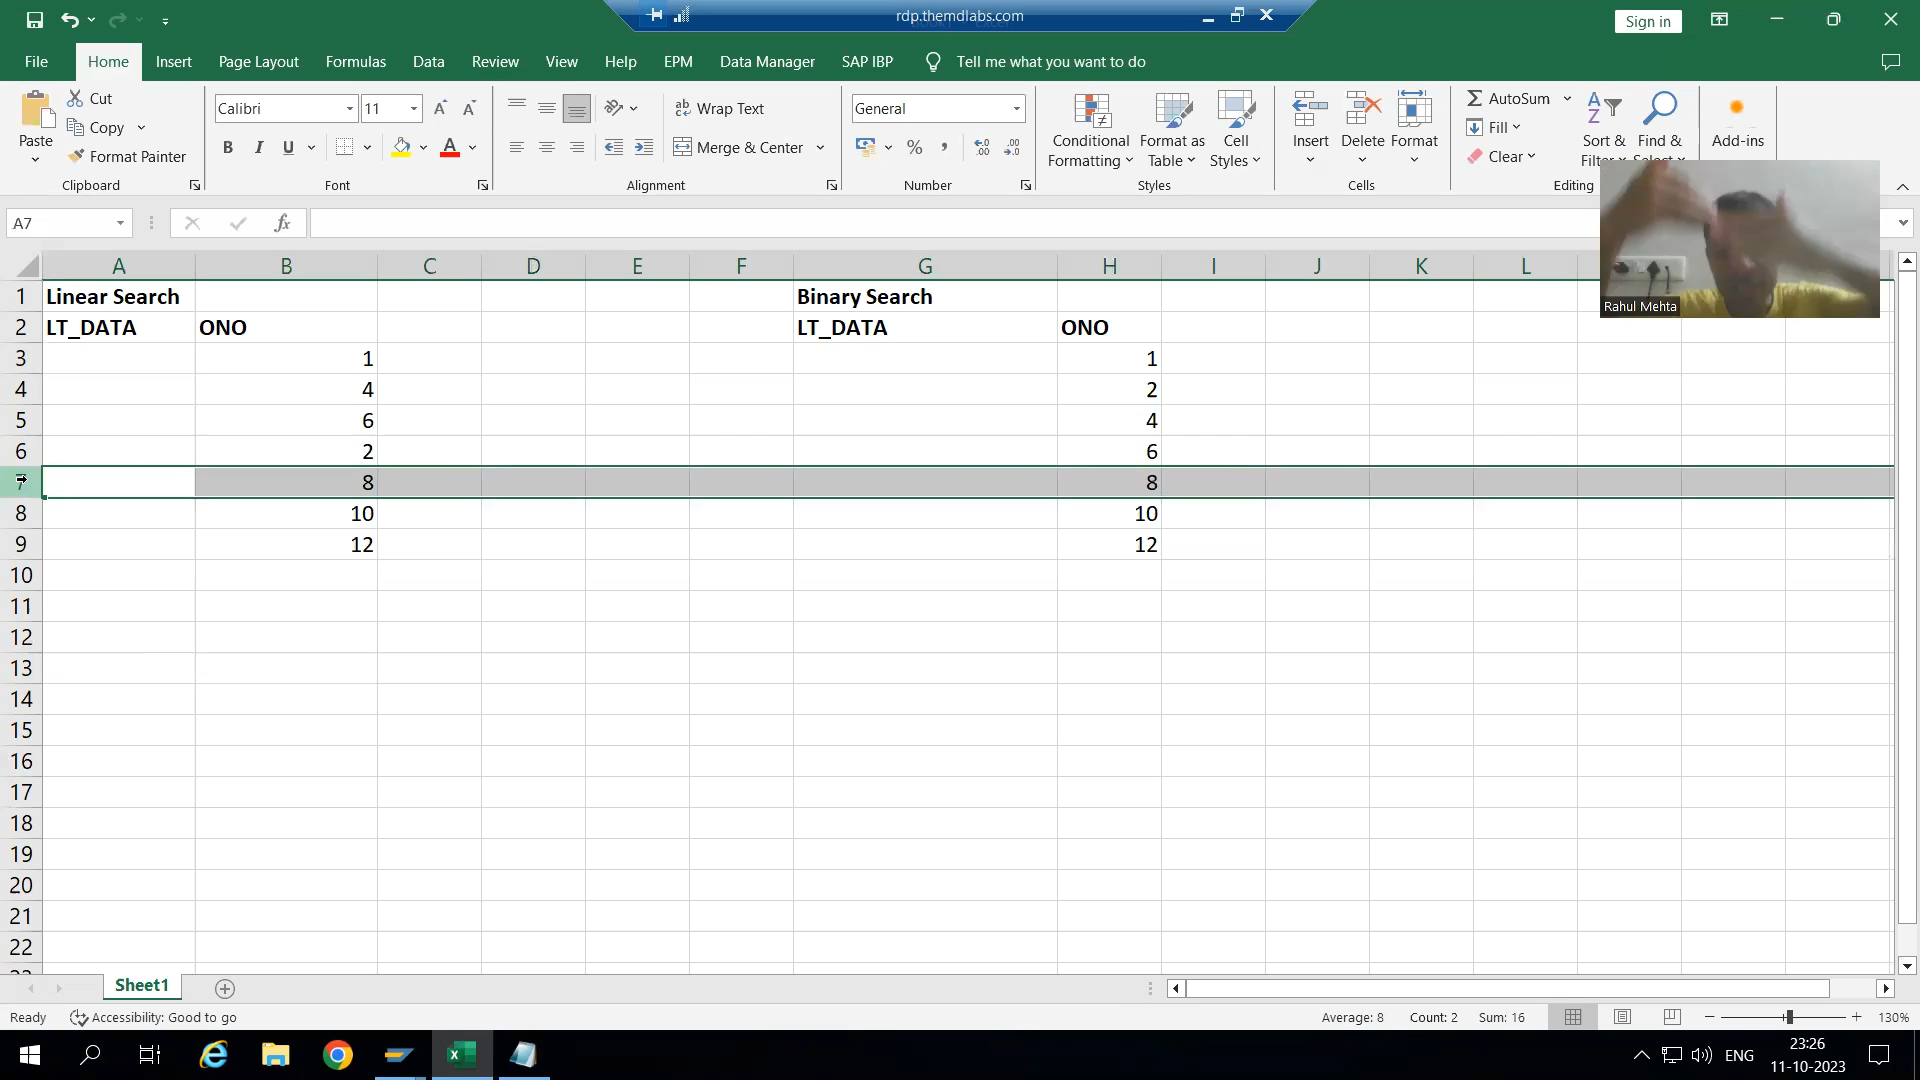 rdp.themdlabs.com
Sign in
File Home Insert Page Layout Formulas Data Review View Help EPM Data Manager SAP IBP Tell me what you want to do
Paste
Cut
Copy
Format Painter
Clipboard
Calibri 11
B I U
Font
Wrap Text
Merge & Center
Alignment
General
Number
Conditional Formatting
Format as Table
Cell Styles
Styles
Insert Delete Format
Cells
AutoSum
Fill
Clear
Sort & Filter
Find &
Editing
Add-ins
Rahul Mehta
A7 fx
A B C D E F G H I J K L
1 Linear Search Binary Search
2 LT_DATA ONO LT_DATA ONO
3 1 1
4 4 2
5 6 4
6 2 6
7 8 8
8 10 10
9 12 12
10
11
12
13
14
15
16
17
18
19
20
21
22
Sheet1
Ready Accessibility: Good to go Average: 8 Count: 2 Sum: 16 130%
ENG
23:26
11-10-2023